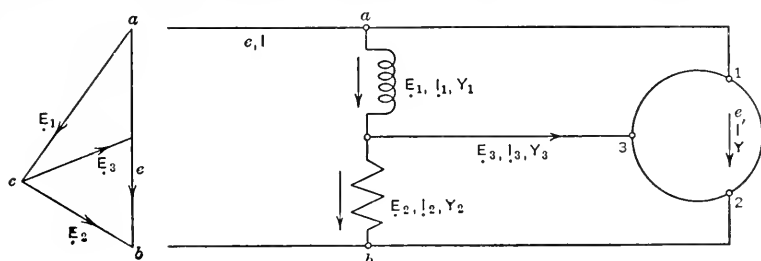 a
a
e, I
1
E₁
E₁, I₁, Y₁
e
I′
Y
3
E₃
e
E₃, I₃, Y₃
c
2
E₂
E₂, I₂, Y₂
b
b